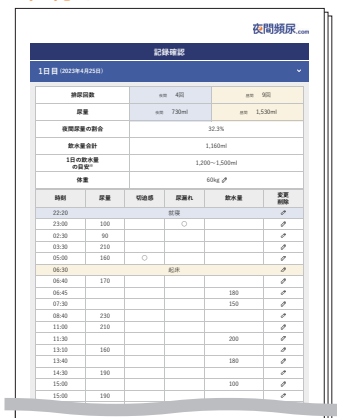 夜間頻尿.com
記録確認
1日目(2023年4月25日)
排尿回数 夜間 4回 昼間 9回
尿量 夜間 730ml 昼間 1,530ml
夜間尿量の割合 32.3%
飲水量合計 1,160ml
1日の飲水量
の目安※ 1,200〜1,500ml
体重 60kg
時刻 尿量 切迫感 尿漏れ 飲水量 変更
削除
22:20 就寝
23:00 100 ○
02:30 90
03:30 210
05:00 160 ○
06:30 起床
06:40 170
06:45 180
07:30 150
08:40 230
11:00 210
11:30 200
13:10 160
13:40 180
14:30 190
15:00 100
15:00 190